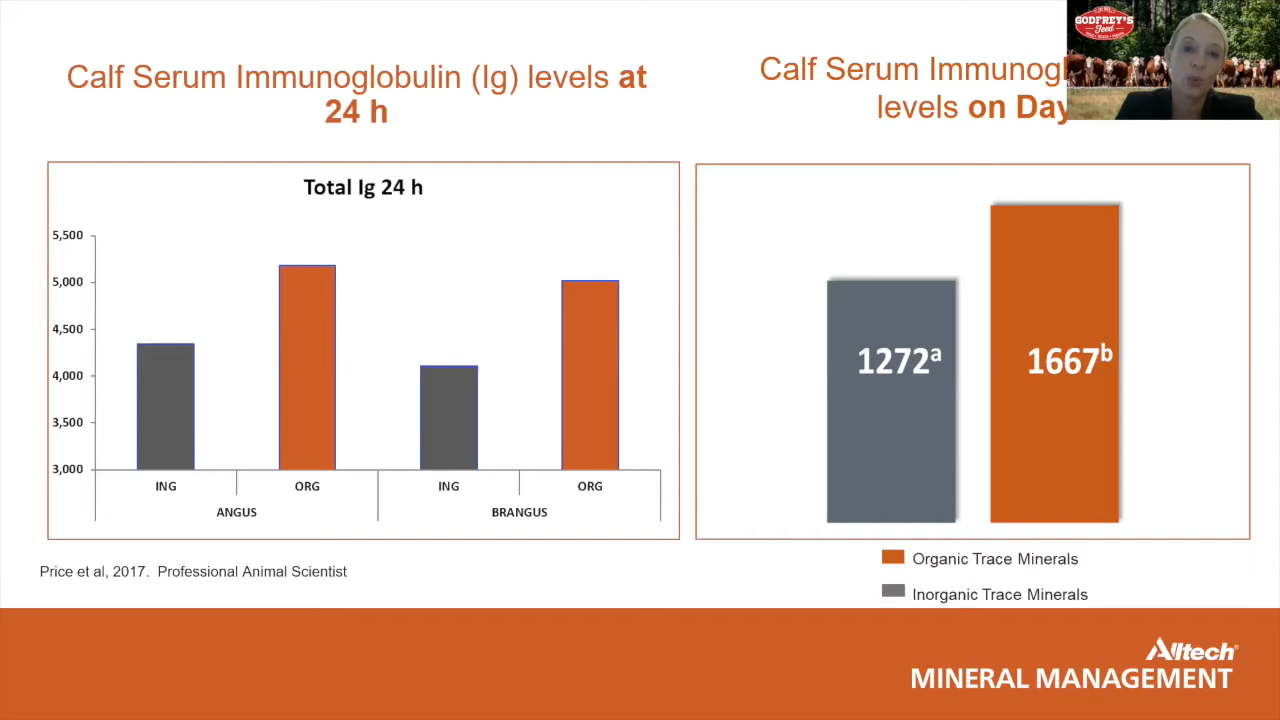 GODFREY'S
Feed
Calf Serum Immunoglobulin (Ig) levels at
24 h
Calf Serum
levels on Day
Total Ig 24 h
5,500
5,000
4,500
4,000
3,500
3,000
ING
ORG
ING
ORG
ANGUS
BRANGUS
1272a
1667b
Organic Trace Minerals
Inorganic Trace Minerals
Price et al, 2017. Professional Animal Scientist
Alltech®
MINERAL MANAGEMENT